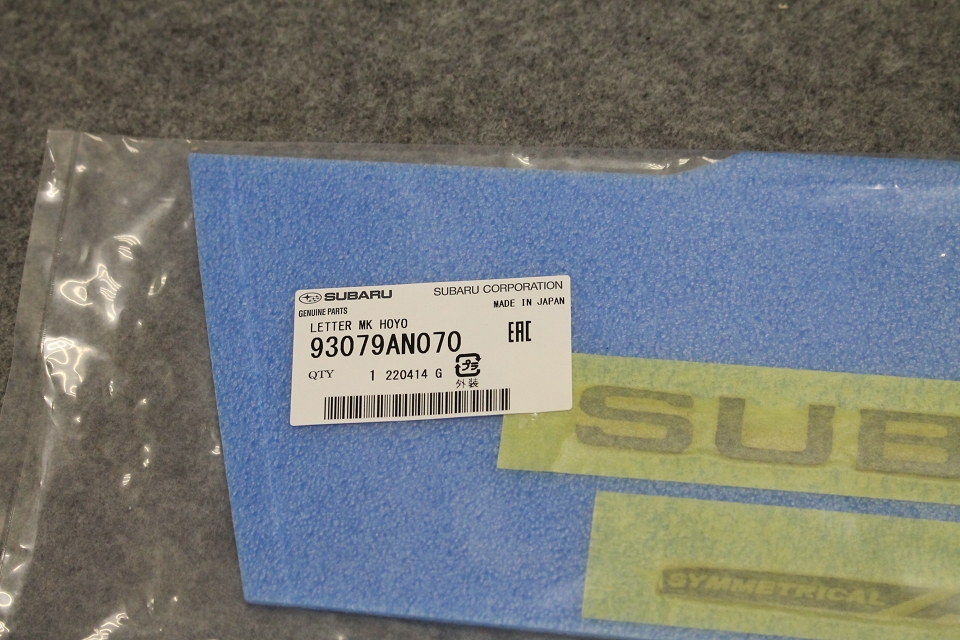 SUBARU SUBARU CORPORATION
GENUINE PARTS MADE IN JAPAN
LETTER MK HOYO
93079AN070 EAC
QTY 1 220414 G プラ
外装
SUB
SYMMETRICAL